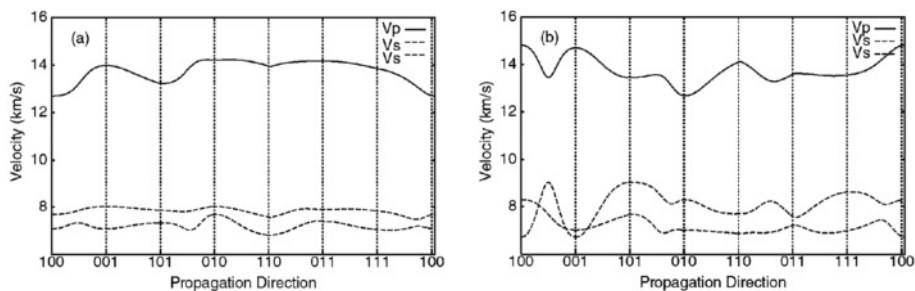 (a)
Vp
Vs
Vs
16
14
12
10
8
Velocity (km/s)
100 001 101 010 110 011 111 100
Propagation Direction
(b)
Vp
Vs
Vs
16
14
12
10
8
Velocity (km/s)
100 001 101 010 110 011 111 100
Propagation Direction